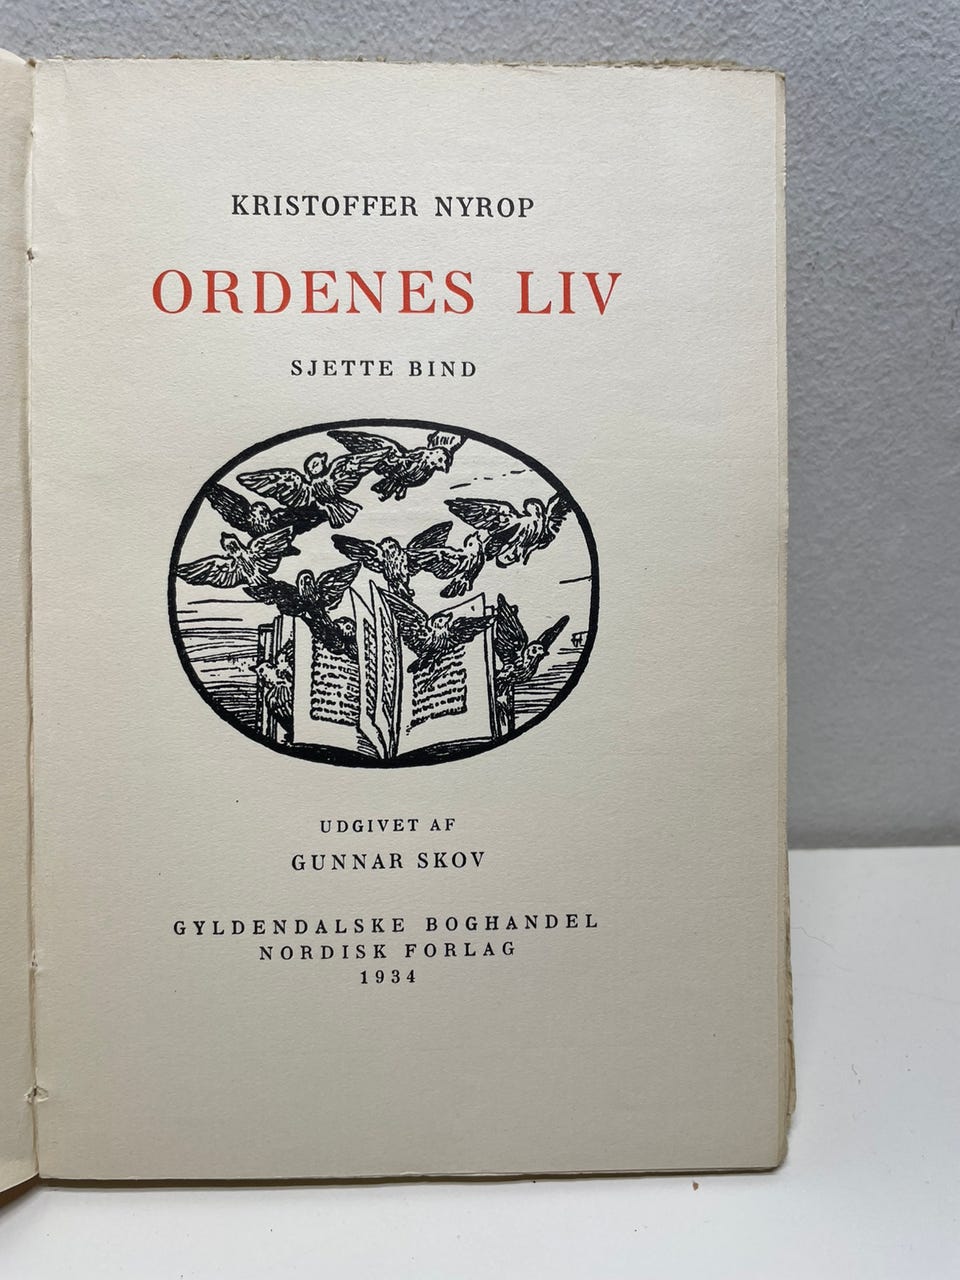 KRISTOFFER NYROP
ORDENES LIV
SJETTE BIND
UDGIVET AF
GUNNAR SKOV
GYLDENDALSKE BOGHANDEL
NORDISK FORLAG
1934